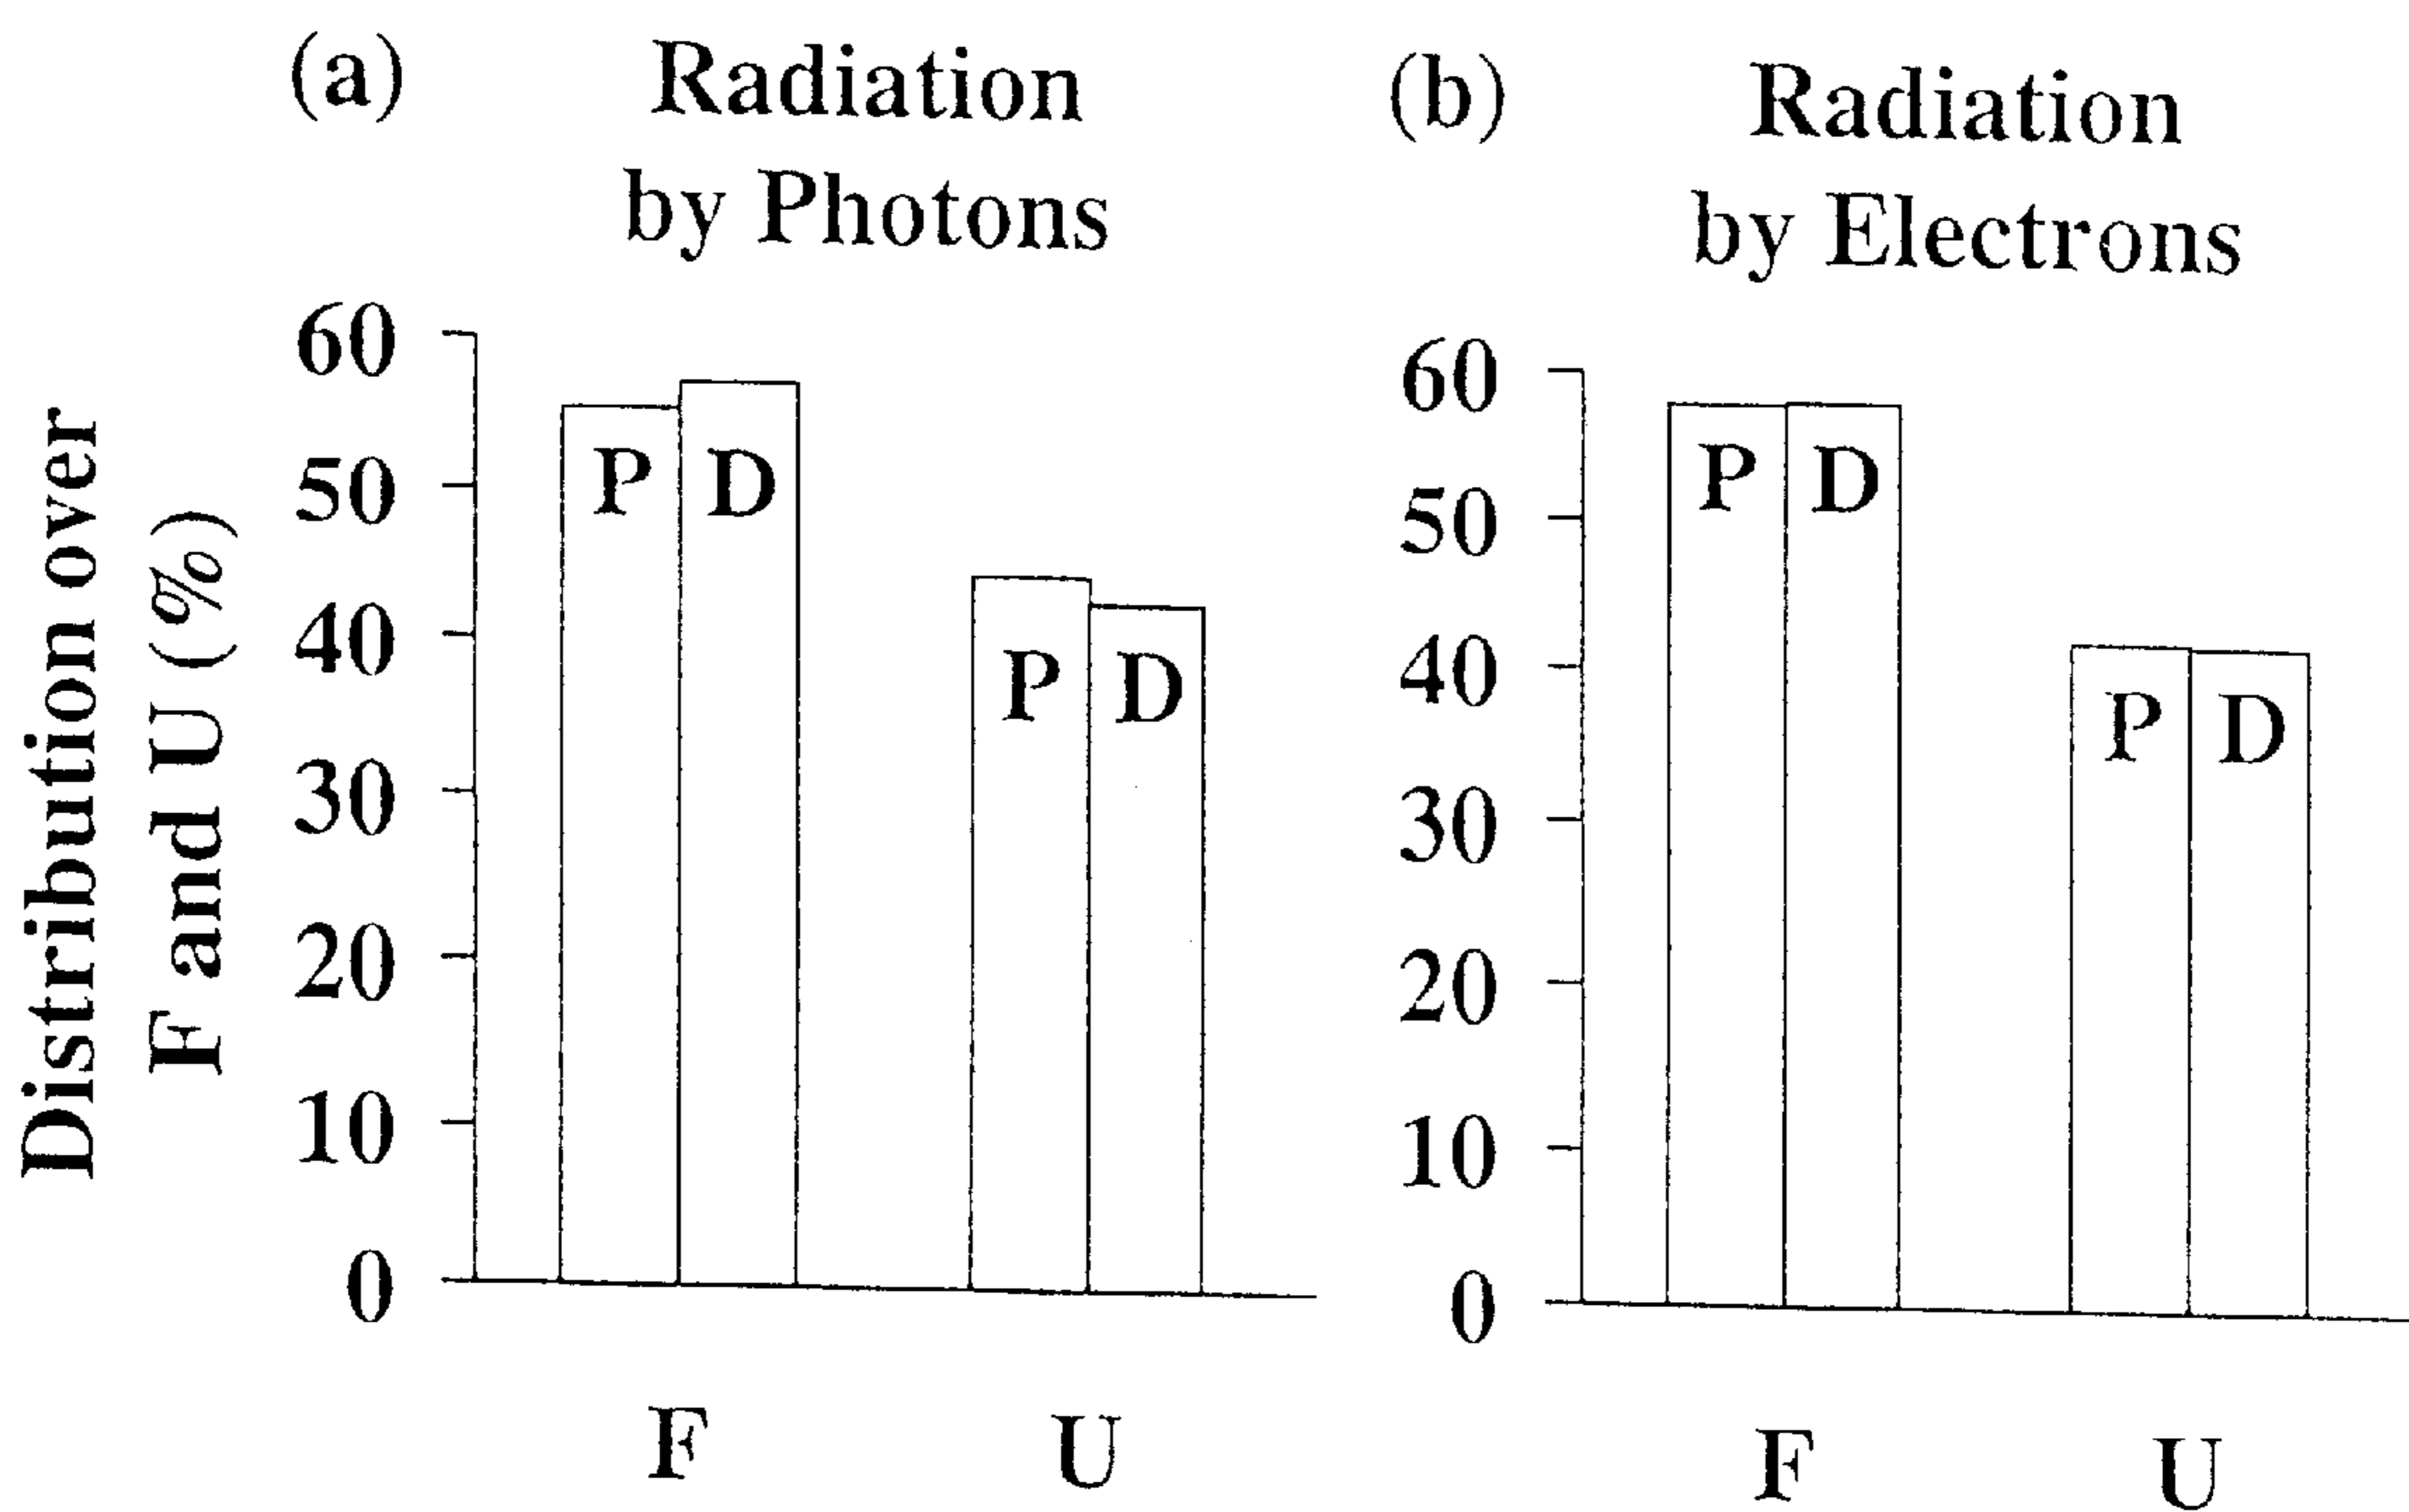 (a) Radiation
by Photons
(b) Radiation
by Electrons
Distribution over
F and U (%)
60
50
40
30
20
10
0
P D
P D
F U
60
50
40
30
20
10
0
P D
P D
F U